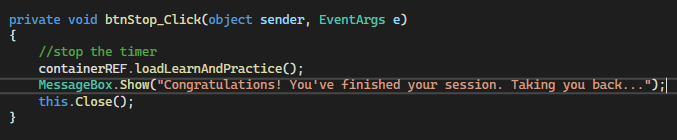 private void btnStop_Click(object sender, EventArgs e)
{
    //stop the timer
    containerREF.loadLearnAndPractice();
    MessageBox.Show("Congratulations! You've finished your session. Taking you back...");
    this.Close();
}